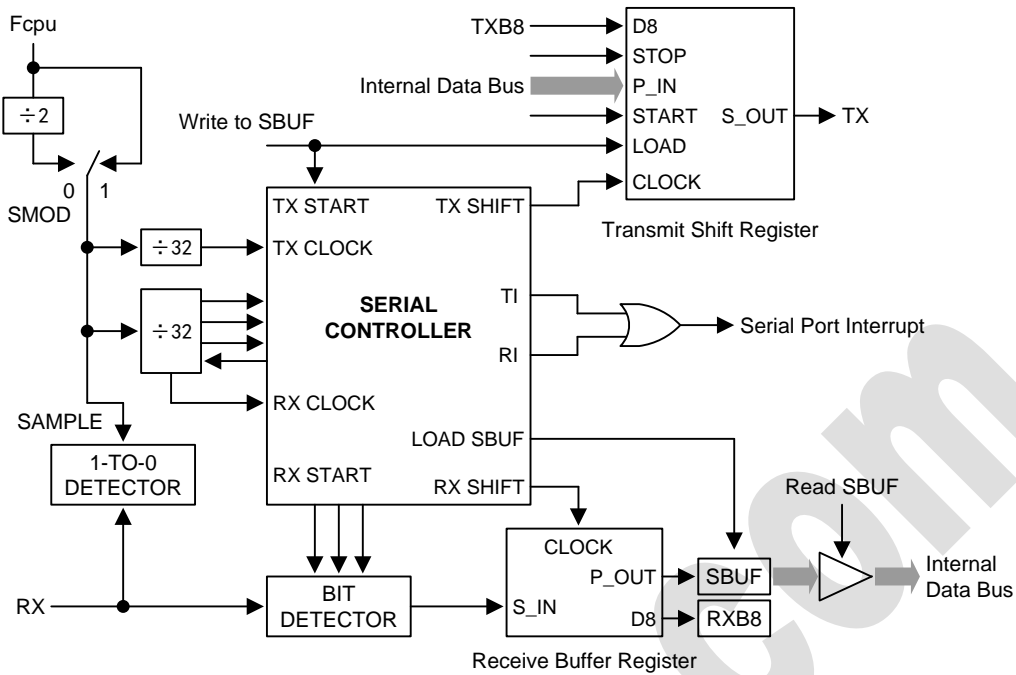 Fcpu
÷2
0 1
SMOD
÷32
÷32
SAMPLE
1-TO-0
DETECTOR
RX
Write to SBUF
TX START
TX SHIFT
TX CLOCK
SERIAL
CONTROLLER
TI
RI
RX CLOCK
LOAD SBUF
RX START
RX SHIFT
TXB8
Internal Data Bus
D8
STOP
P_IN
START
S_OUT
LOAD
CLOCK
TX
Transmit Shift Register
Serial Port Interrupt
BIT
DETECTOR
CLOCK
P_OUT
S_IN
D8
Receive Buffer Register
SBUF
RXB8
Read SBUF
Internal
Data Bus
com